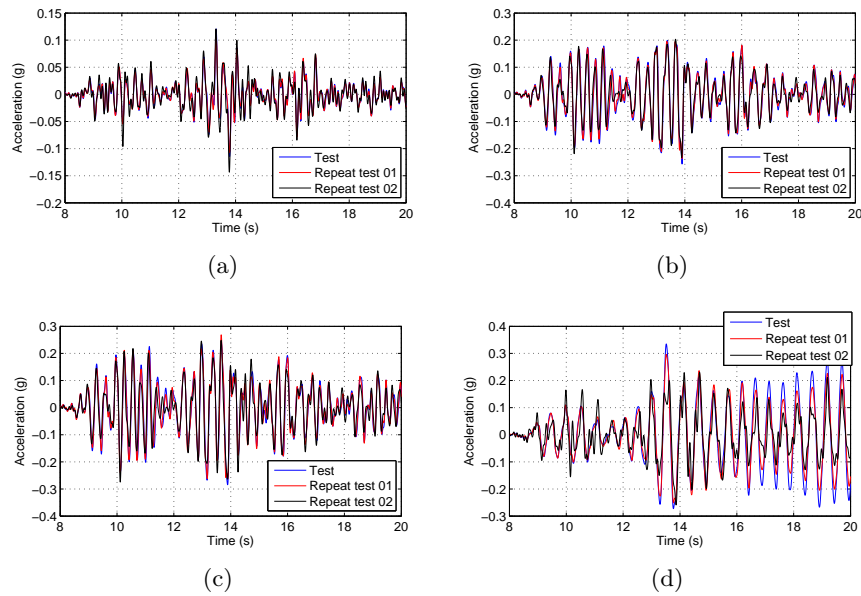 0.15
0.1
0.05
0
−0.05
−0.1
−0.15
−0.2
Acceleration (g)
8 10 12 14 16 18 20
Time (s)
Test
Repeat test 01
Repeat test 02
(a)
0.4
0.3
0.2
0.1
0
−0.1
−0.2
−0.3
−0.4
Acceleration (g)
8 10 12 14 16 18 20
Time (s)
Test
Repeat test 01
Repeat test 02
(b)
0.3
0.2
0.1
0
−0.1
−0.2
−0.3
−0.4
Acceleration (g)
8 10 12 14 16 18 20
Time (s)
Test
Repeat test 01
Repeat test 02
(c)
0.4
0.3
0.2
0.1
0
−0.1
−0.2
−0.3
Acceleration (g)
8 10 12 14 16 18 20
Time (s)
Test
Repeat test 01
Repeat test 02
(d)